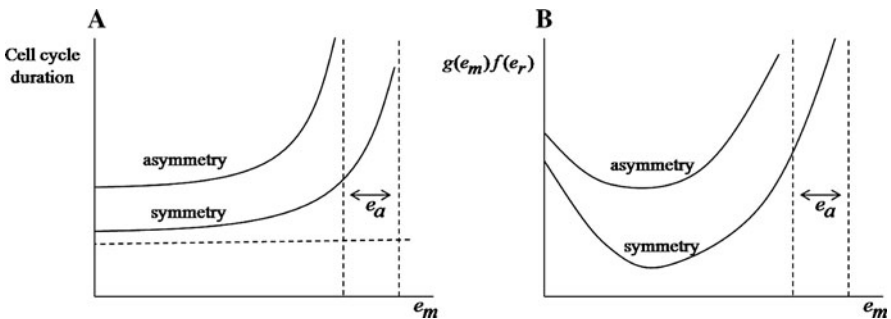 A
Cell cycle
duration
asymmetry
symmetry
e_a
e_m
B
g(e_m)f(e_r)
asymmetry
symmetry
e_a
e_m